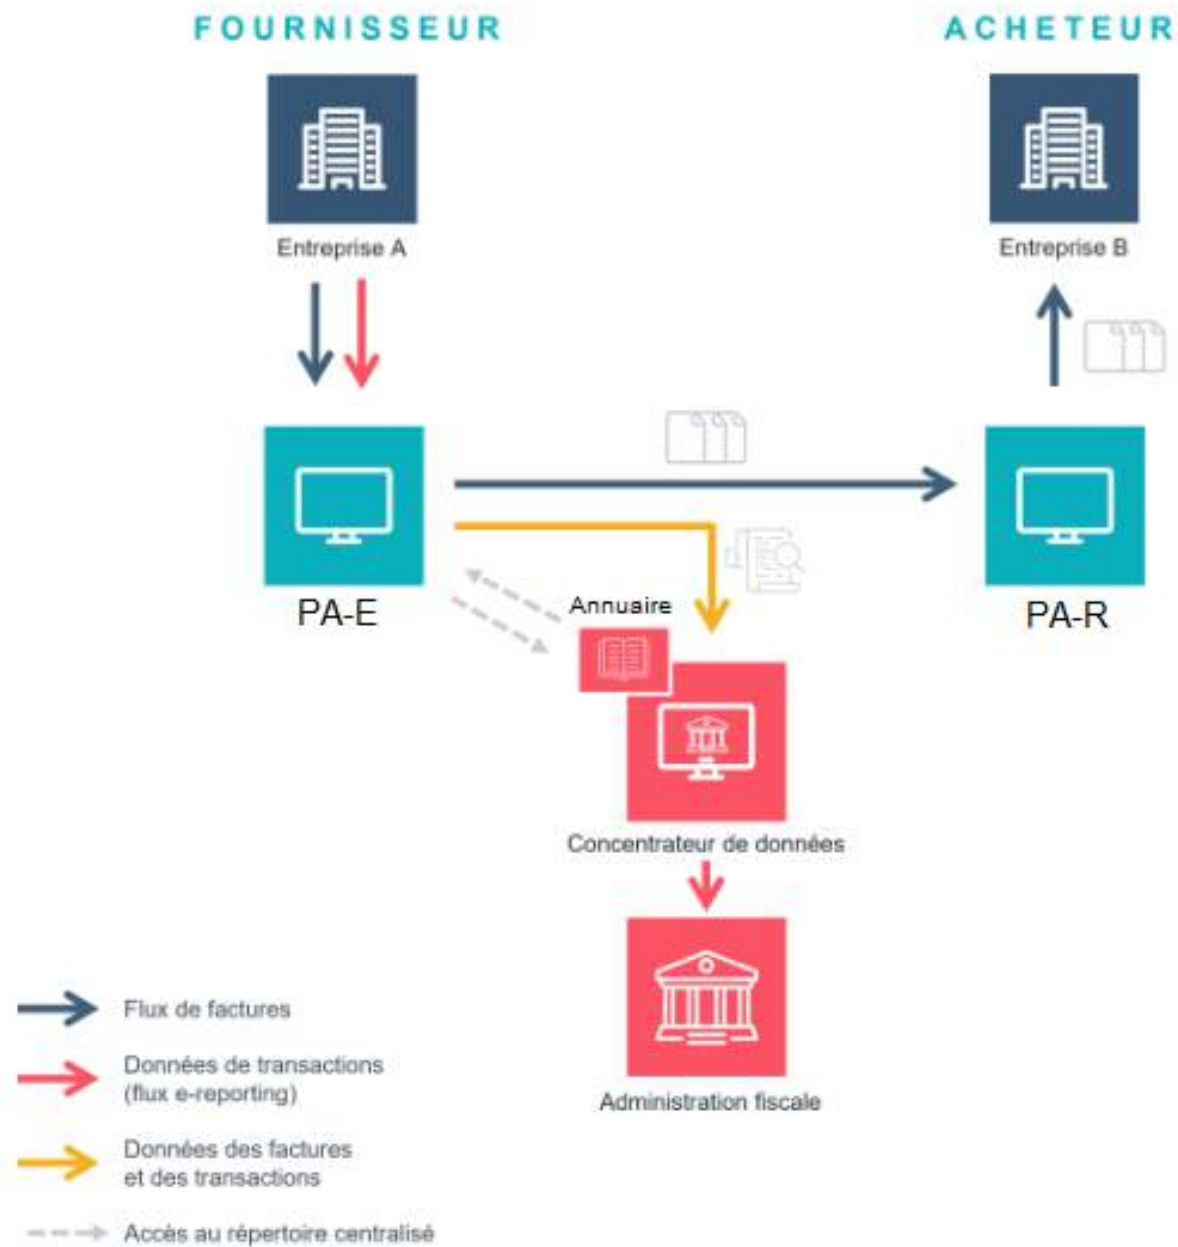 FOURNISSEUR
ACHETEUR
Entreprise A
Entreprise B
PA-E
Annuaire
PA-R
Concentrateur de données
Administration fiscale
Flux de factures
Données de transactions
(flux e-reporting)
Données des factures
et des transactions
Accès au répertoire centralisé